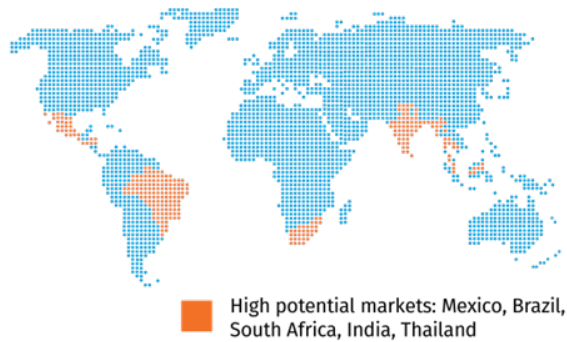 High potential markets: Mexico, Brazil,
South Africa, India, Thailand